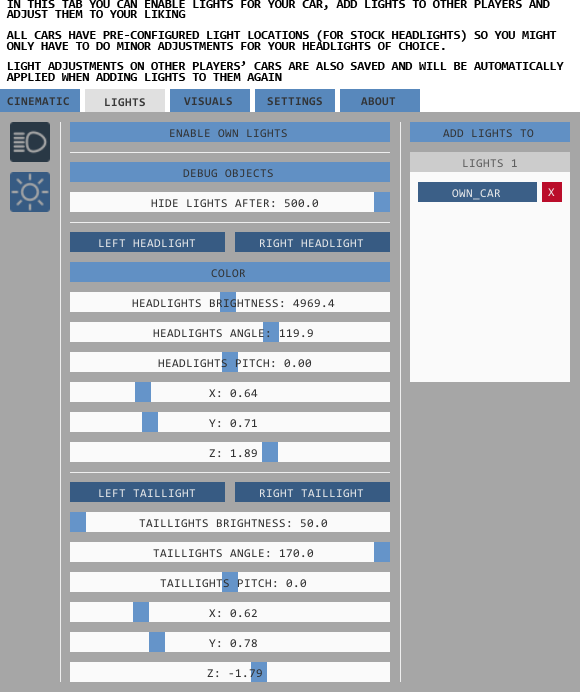 IN THIS TAB YOU CAN ENABLE LIGHTS FOR YOUR CAR, ADD LIGHTS TO OTHER PLAYERS AND
ADJUST THEM TO YOUR LIKING
ALL CARS HAVE PRE-CONFIGURED LIGHT LOCATIONS (FOR STOCK HEADLIGHTS) SO YOU MIGHT
ONLY HAVE TO DO MINOR ADJUSTMENTS FOR YOUR HEADLIGHTS OF CHOICE.
LIGHT ADJUSTMENTS ON OTHER PLAYERS’ CARS ARE ALSO SAVED AND WILL BE AUTOMATICALLY
APPLIED WHEN ADDING LIGHTS TO THEM AGAIN
CINEMATIC
LIGHTS
VISUALS
SETTINGS
ABOUT
ENABLE OWN LIGHTS
DEBUG OBJECTS
HIDE LIGHTS AFTER: 500.0
LEFT HEADLIGHT
RIGHT HEADLIGHT
COLOR
HEADLIGHTS BRIGHTNESS: 4969.4
HEADLIGHTS ANGLE: 119.9
HEADLIGHTS PITCH: 0.00
X: 0.64
Y: 0.71
Z: 1.89
LEFT TAILLIGHT
RIGHT TAILLIGHT
TAILLIGHTS BRIGHTNESS: 50.0
TAILLIGHTS ANGLE: 170.0
TAILLIGHTS PITCH: 0.0
X: 0.62
Y: 0.78
Z: -1.79
ADD LIGHTS TO
LIGHTS 1
OWN_CAR
X